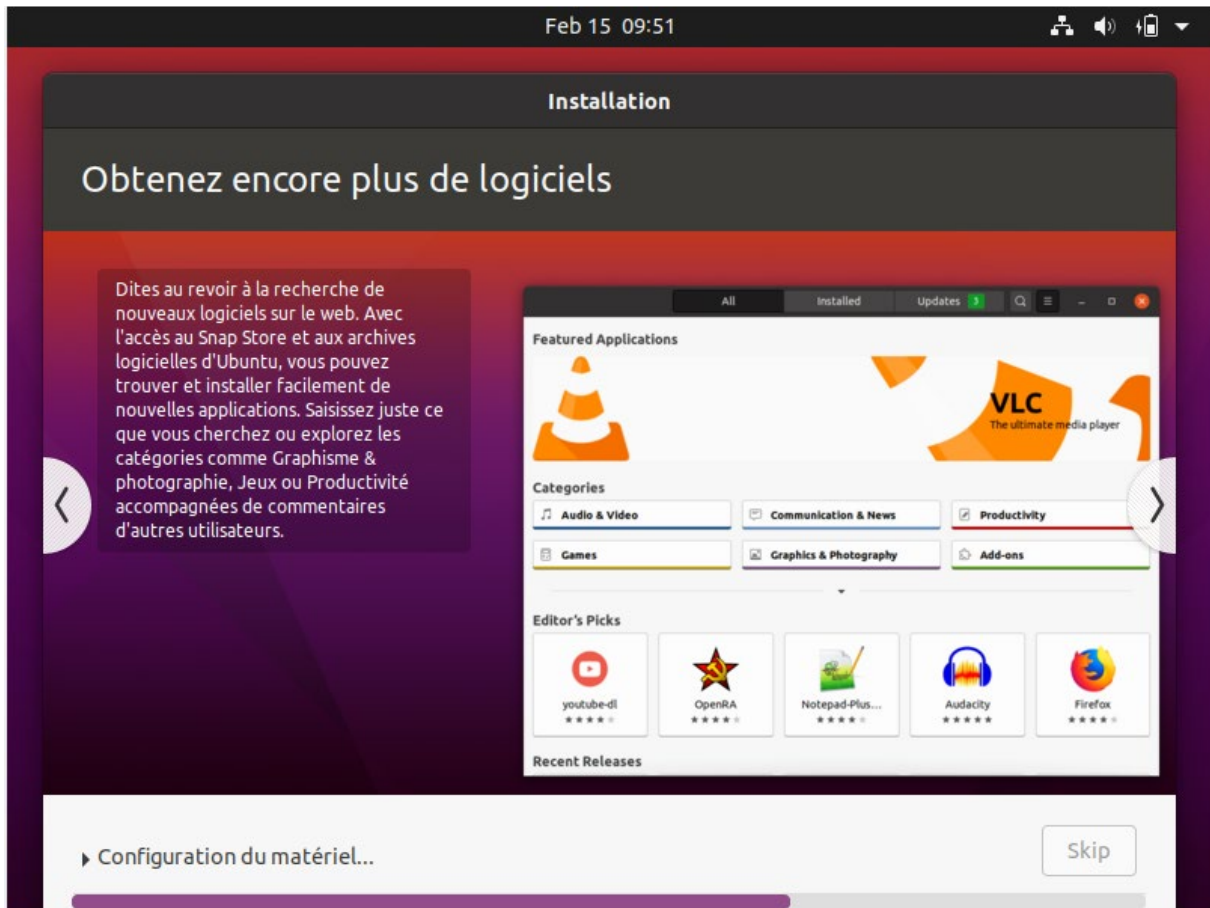 Feb 15 09:51
Installation
Obtenez encore plus de logiciels
Dites au revoir à la recherche de
nouveaux logiciels sur le web. Avec
l'accès au Snap Store et aux archives
logicielles d'Ubuntu, vous pouvez
trouver et installer facilement de
nouvelles applications. Saisissez juste ce
que vous cherchez ou explorez les
catégories comme Graphisme &
photographie, Jeux ou Productivité
accompagnées de commentaires
d'autres utilisateurs.
All Installed Updates 3
Featured Applications
VLC
The ultimate media player
Categories
Audio & Video Communication & News Productivity
Games Graphics & Photography Add-ons
Editor's Picks
youtube-dl OpenRA Notepad-Plus... Audacity Firefox
Recent Releases
Configuration du matériel...
Skip